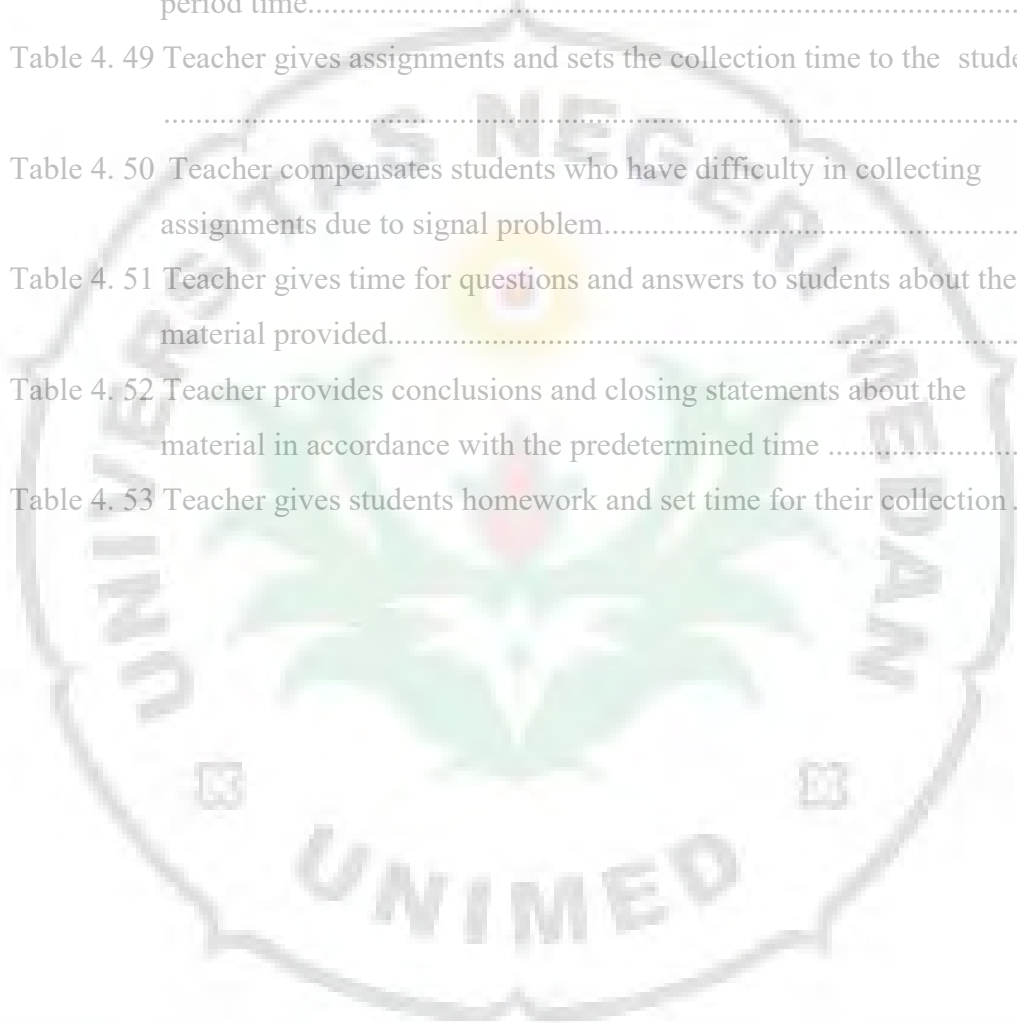 period time...............................................................................................
Table 4. 49 Teacher gives assignments and sets the collection time to the  stude
...............................................................................................................
Table 4. 50  Teacher compensates students who have difficulty in collecting
assignments due to signal problem......................................................
Table 4. 51 Teacher gives time for questions and answers to students about the
material provided..................................................................................
Table 4. 52 Teacher provides conclusions and closing statements about the
material in accordance with the predetermined time .........................
Table 4. 53 Teacher gives students homework and set time for their collection .
UNIVERSITAS NEGERI MEDAN
UNIMED